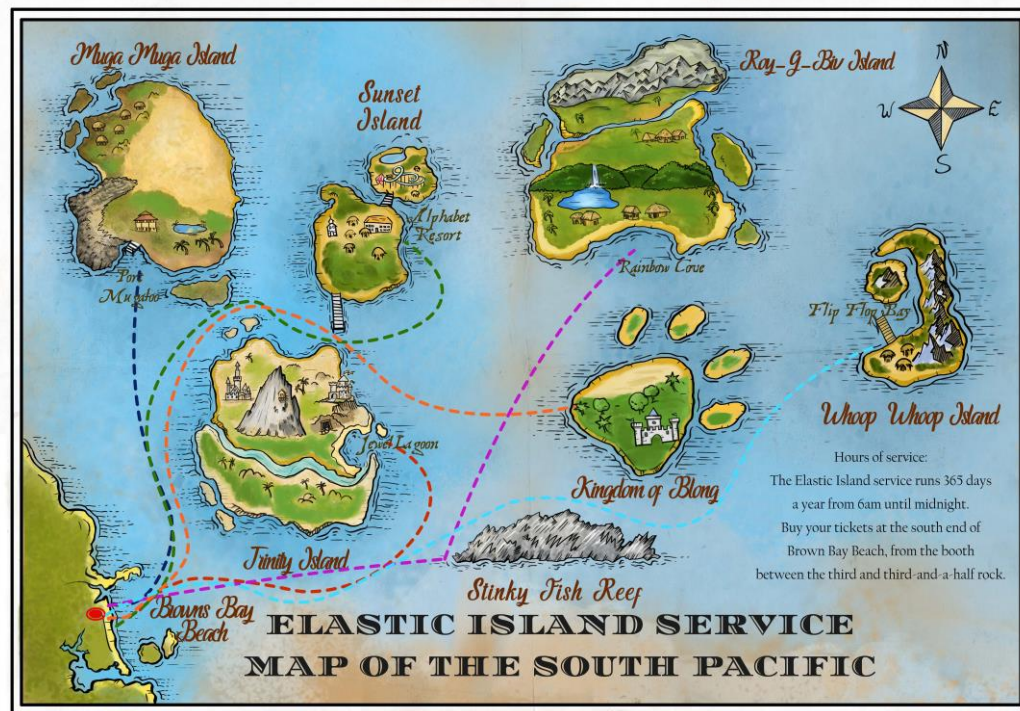 Muga Muga Island
Roy-G-Biv Island
N
W
E
S
Sunset
Island
Alphabet
Resort
Port
Mugaloo
Rainbow Cove
Flip Flop Bay
Whoop Whoop Island
Jewel Lagoon
Kingdom of Blong
Trinity Island
Stinky Fish Reef
Browns Bay
Beach
Hours of service:
The Elastic Island service runs 365 days
a year from 6am until midnight.
Buy your tickets at the south end of
Brown Bay Beach, from the booth
between the third and third-and-a-half rock.
ELASTIC ISLAND SERVICE
MAP OF THE SOUTH PACIFIC